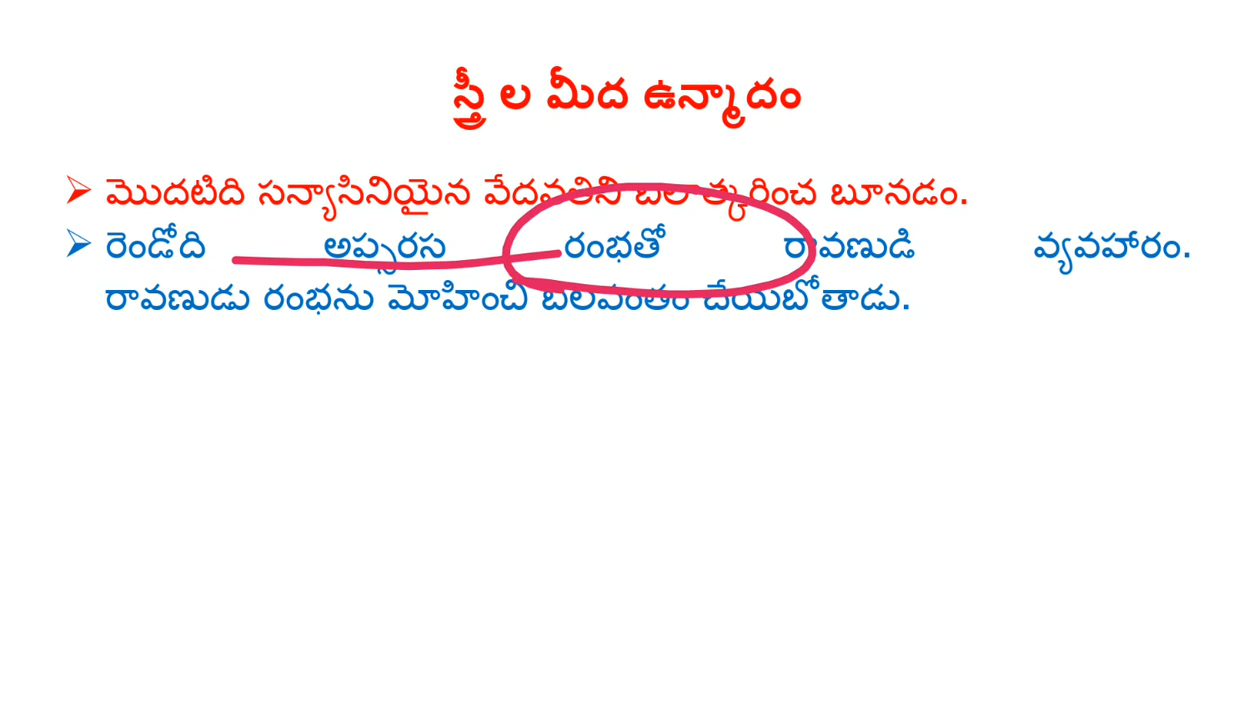 స్త్రీ ల మీద ఉన్మాదం
మొదటిది సన్యాసినియైన వేదవతిని బలాత్కరించ బూనడం.
రెండోది అప్సరస రంభతో రావణుడి వ్యవహారం.
రావణుడు రంభను మోహించి బలవంతం చేయబోతాడు.